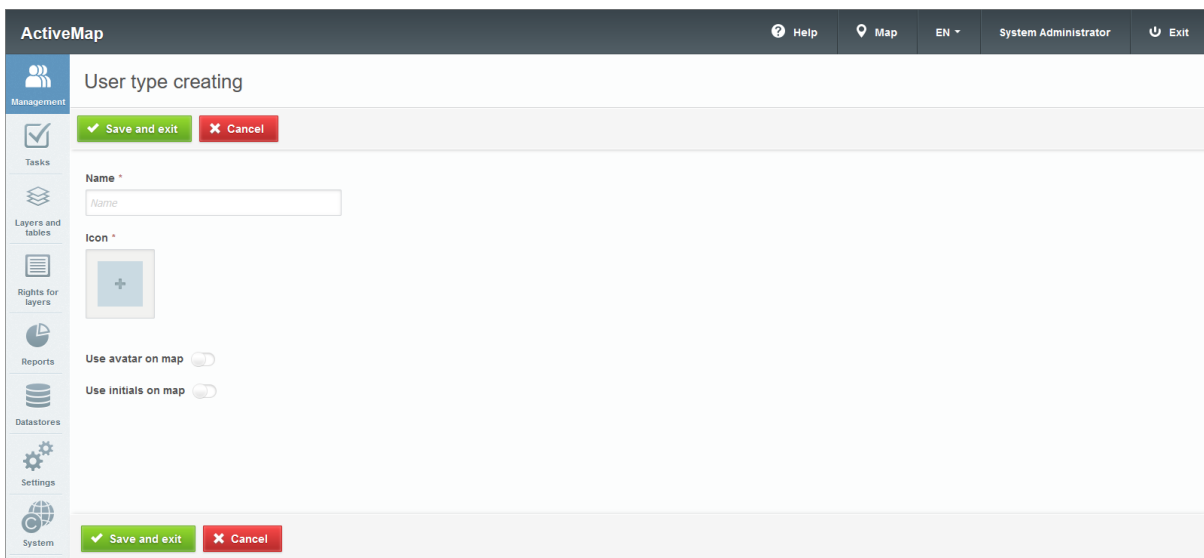 ActiveMap
Help
Map
EN
System Administrator
Exit
Management
User type creating
Save and exit
Cancel
Tasks
Layers and
tables
Rights for
layers
Reports
Datastores
Settings
System
Name *
Name
Icon *
Use avatar on map
Use initials on map
Save and exit
Cancel